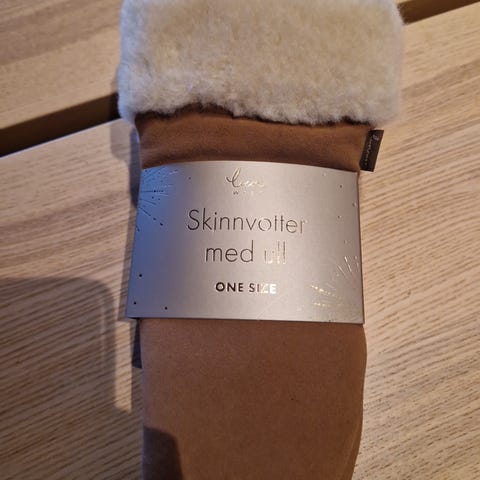 Skinnvotter
med ull
ONE SIZE